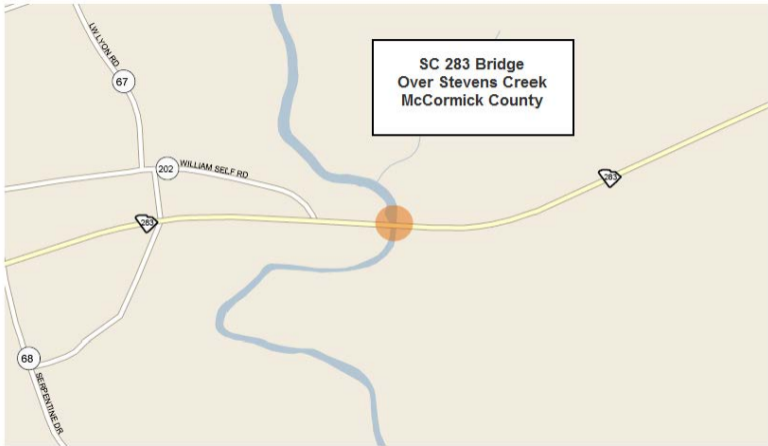 LW LYON RD.
67
SC 283 Bridge
Over Stevens Creek
McCormick County
202
WILLIAM SELF RD
283
283
68
SERPENTINE DR.